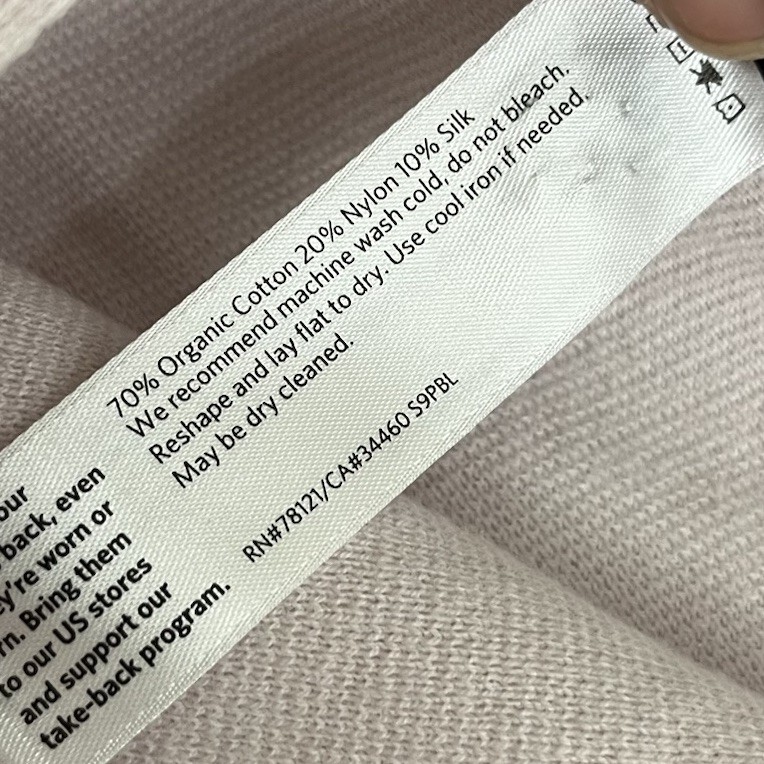 70% Organic Cotton 20% Nylon 10% Silk
We recommend machine wash cold, do not bleach.
Reshape and lay flat to dry. Use cool iron if needed.
May be dry cleaned.
RN#78121/CA#34460 S9PBL
back, even
worn or
Bring them
to our US stores
and support our
take-back program.